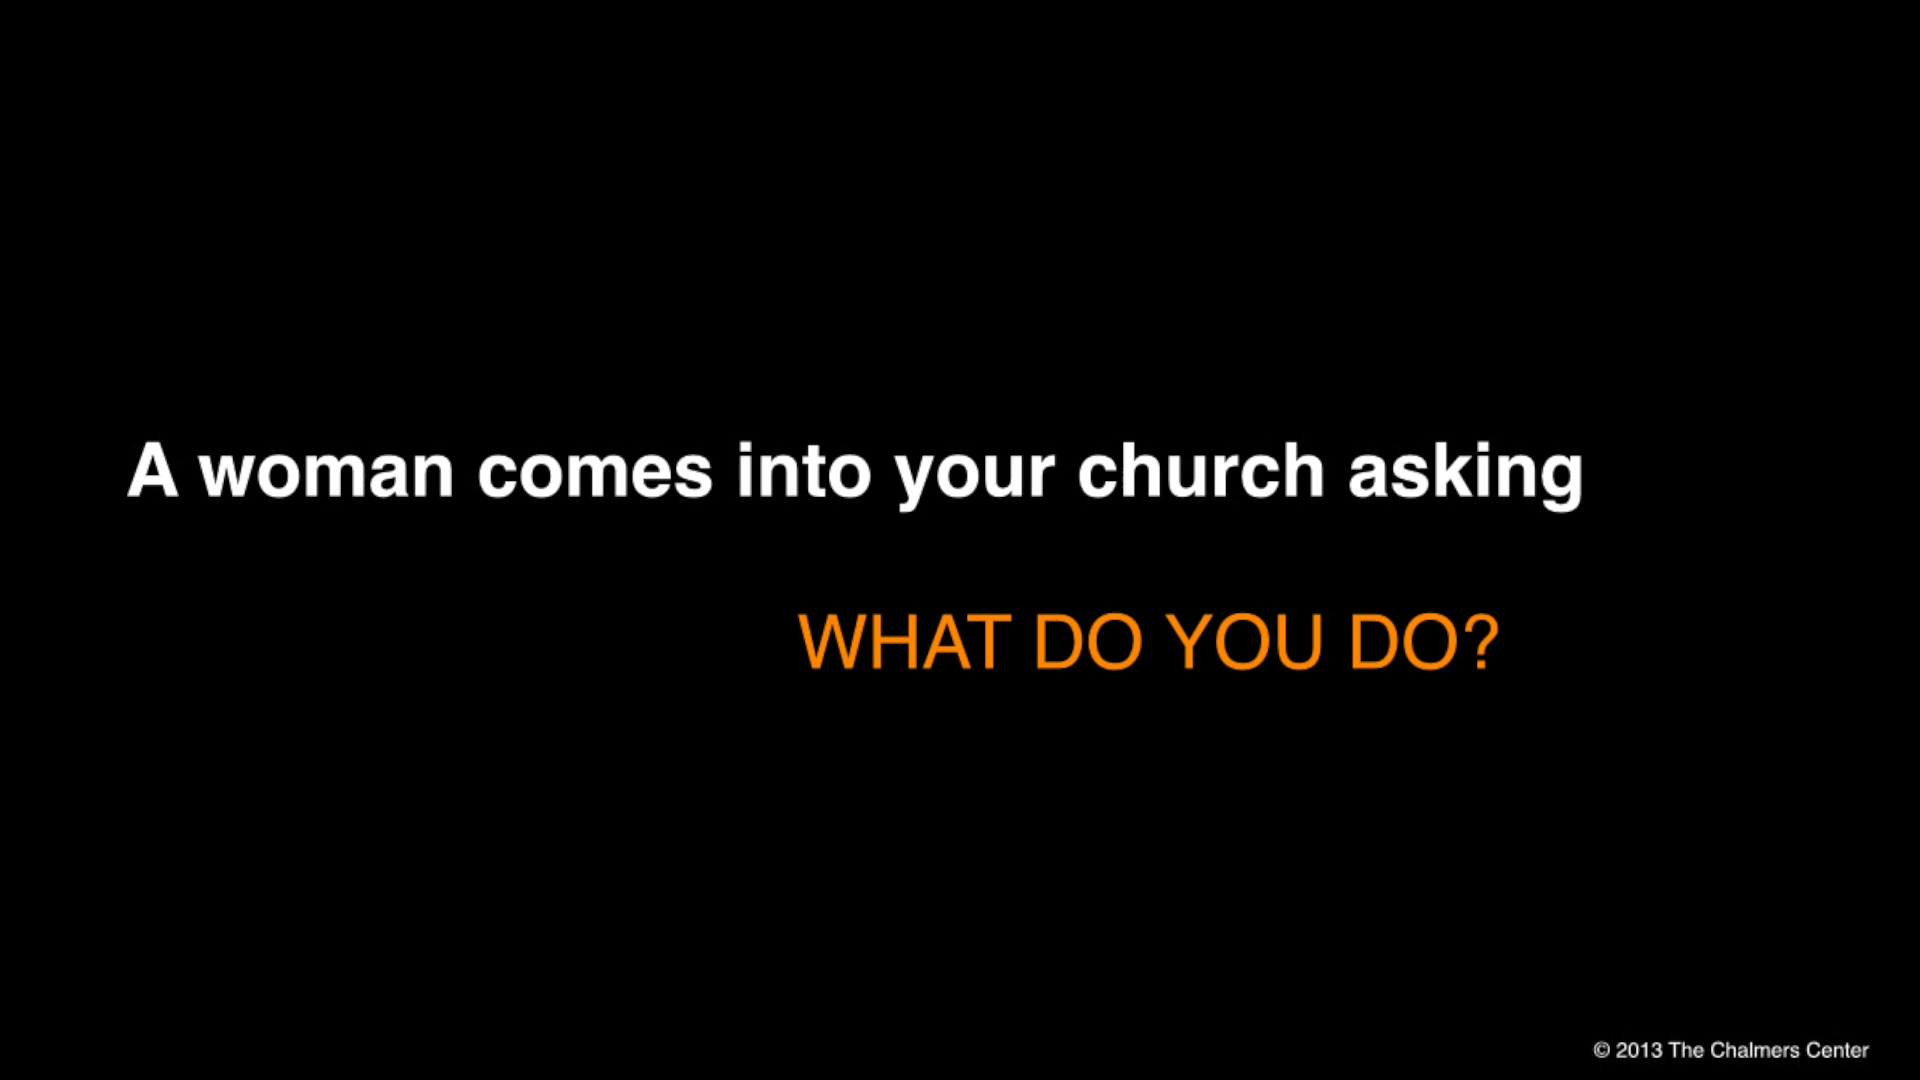 A woman comes into your church asking
WHAT DO YOU DO?
© 2013 The Chalmers Center